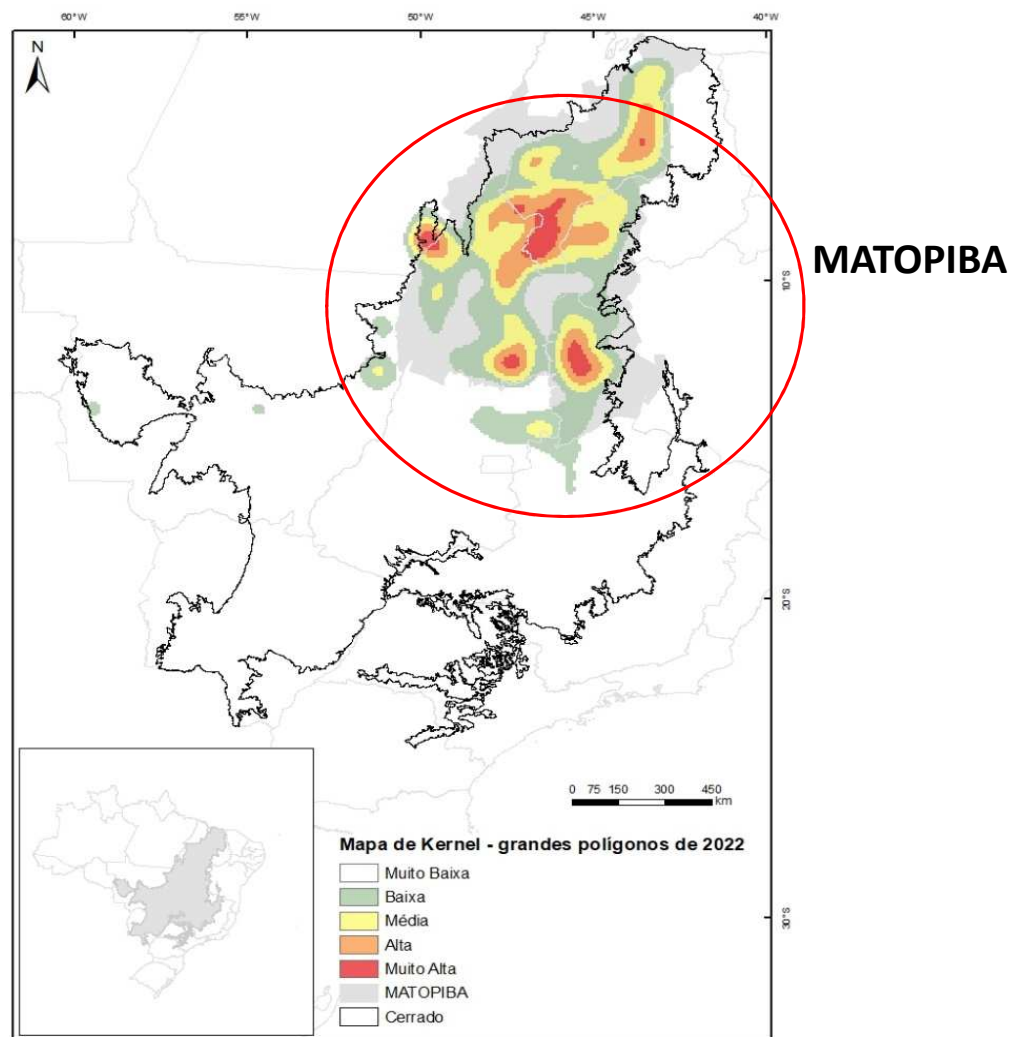 60°W 55°W 50°W 45°W 40°W
N
MATOPIBA
10°S
20°S
0 75 150 300 450
km
Mapa de Kernel - grandes polígonos de 2022
Muito Baixa
Baixa
Média
Alta
Muito Alta
MATOPIBA
Cerrado
30°S